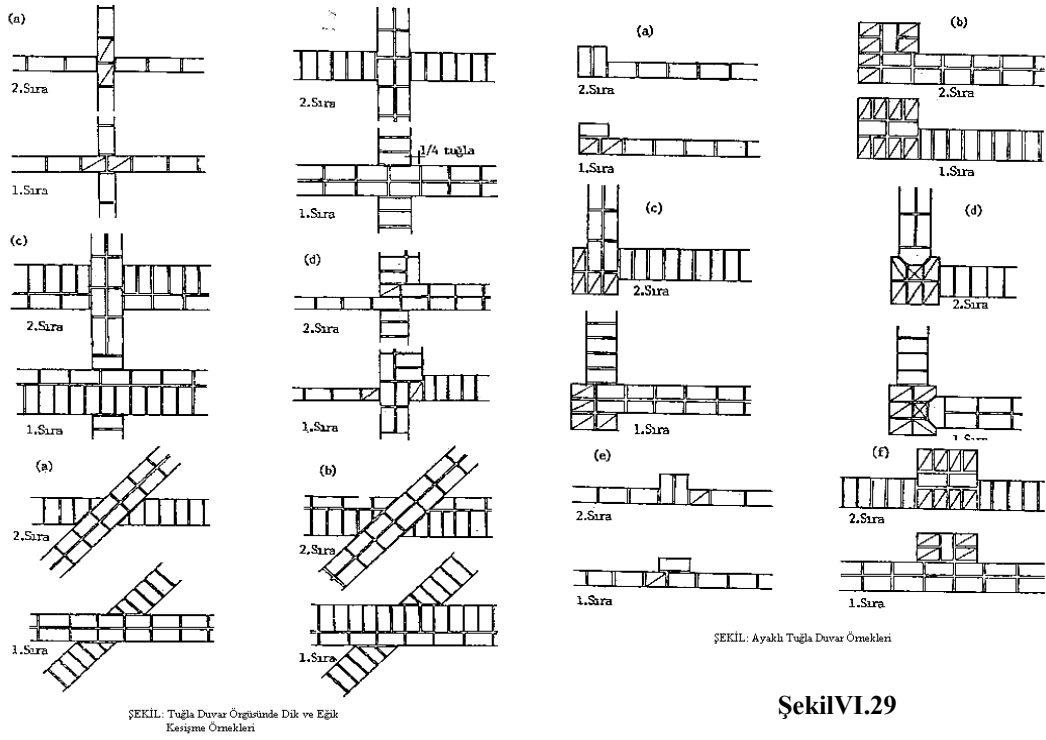 (a)
2.Sıra
1.Sıra
2.Sıra
1/4 tuğla
1.Sıra
(c)
2.Sıra
1.Sıra
(d)
2.Sıra
1.Sıra
(a)
2.Sıra
1.Sıra
(b)
2.Sıra
1.Sıra
ŞEKİL: Tuğla Duvar Örgüsünde Dik ve Eğik
Kesişme Örnekleri
(a)
2.Sıra
1.Sıra
(b)
2.Sıra
1.Sıra
(c)
2.Sıra
1.Sıra
(d)
2.Sıra
1.Sıra
(e)
2.Sıra
1.Sıra
(f)
2.Sıra
1.Sıra
ŞEKİL: Ayaklı Tuğla Duvar Örnekleri
ŞekilVI.29